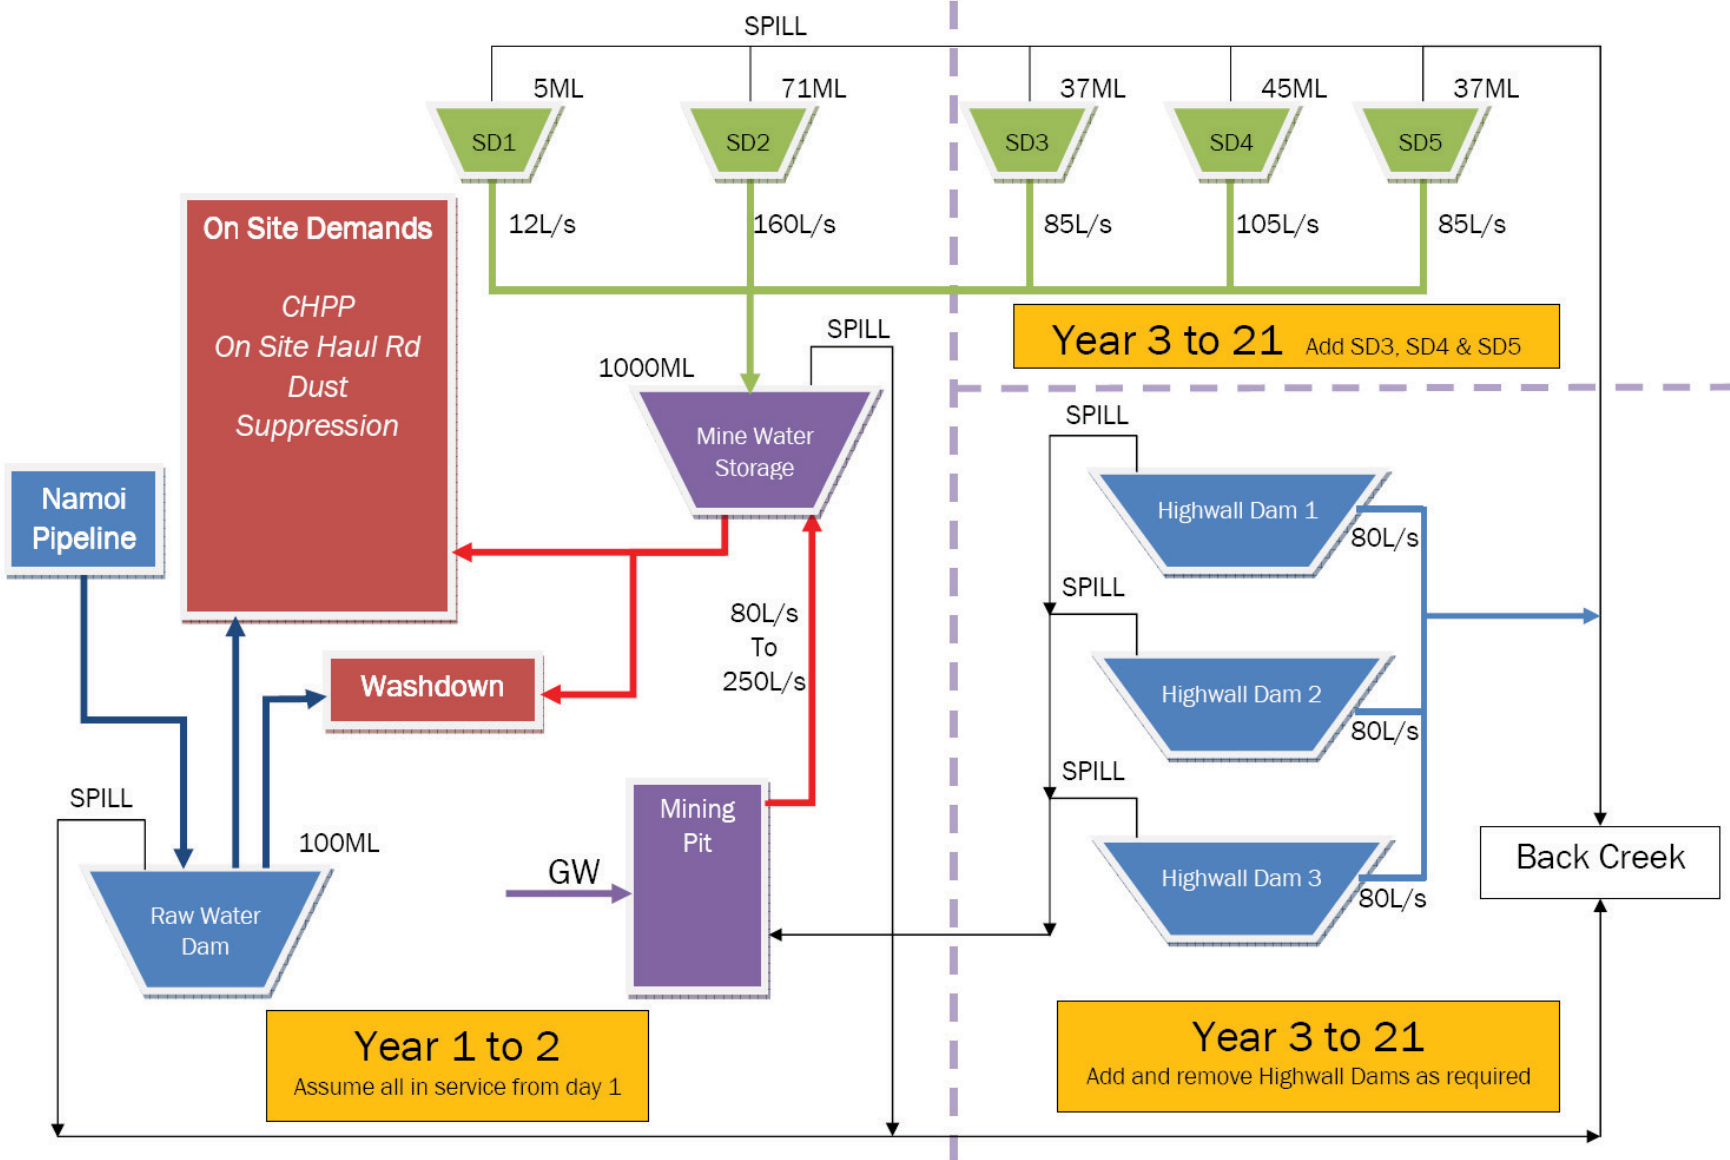 SPILL
5ML
71ML
37ML
45ML
37ML
SD1
SD2
SD3
SD4
SD5
12L/s
160L/s
85L/s
105L/s
85L/s
On Site Demands
CHPP
On Site Haul Rd
Dust
Suppression
Year 3 to 21 Add SD3, SD4 & SD5
SPILL
1000ML
Mine Water
Storage
Namoi
Pipeline
SPILL
Highwall Dam 1
80L/s
SPILL
Highwall Dam 2
80L/s
SPILL
Highwall Dam 3
80L/s
80L/s
To
250L/s
Washdown
SPILL
100ML
Raw Water
Dam
Mining
Pit
GW
Back Creek
Year 1 to 2
Assume all in service from day 1
Year 3 to 21
Add and remove Highwall Dams as required